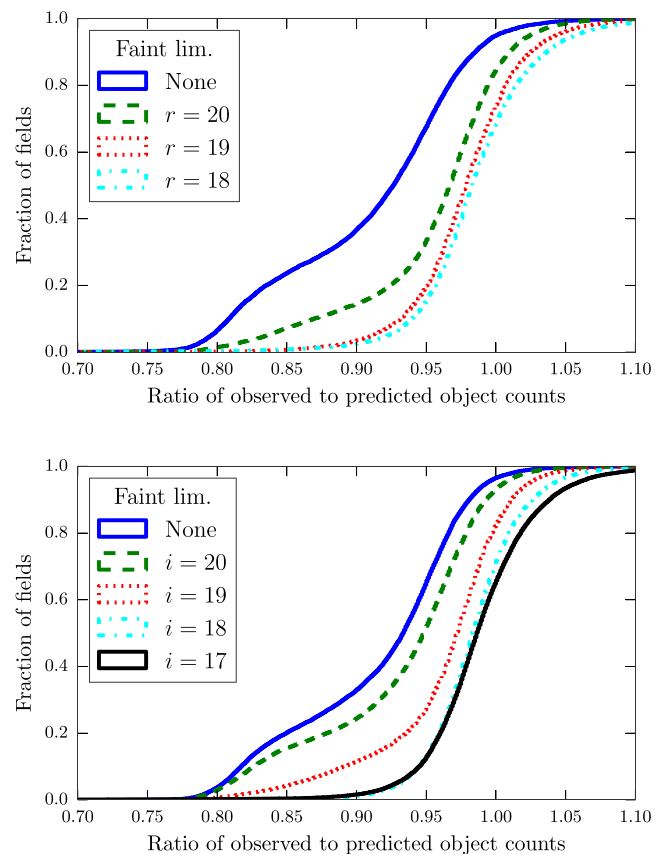 1.0
0.8
0.6
0.4
0.2
0.0
Fraction of fields
Faint lim.
None
r = 20
r = 19
r = 18
0.70 0.75 0.80 0.85 0.90 0.95 1.00 1.05 1.10
Ratio of observed to predicted object counts
1.0
0.8
0.6
0.4
0.2
0.0
Fraction of fields
Faint lim.
None
i = 20
i = 19
i = 18
i = 17
0.70 0.75 0.80 0.85 0.90 0.95 1.00 1.05 1.10
Ratio of observed to predicted object counts